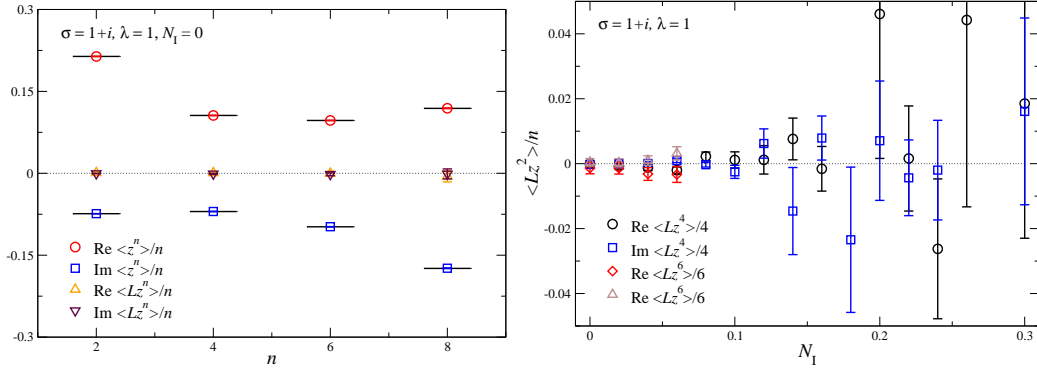 σ = 1+i, λ = 1, N_I = 0
0.3
0.15
0
-0.15
-0.3
Re <z^n>/n
Im <z^n>/n
Re <Lz^n>/n
Im <Lz^n>/n
2 4 6 8
n
σ = 1+i, λ = 1
<Lz^2>/n
0.04
0.02
0
-0.02
-0.04
Re <Lz^4>/4
Im <Lz^4>/4
Re <Lz^6>/6
Re <Lz^6>/6
0 0.1 0.2 0.3
N_I